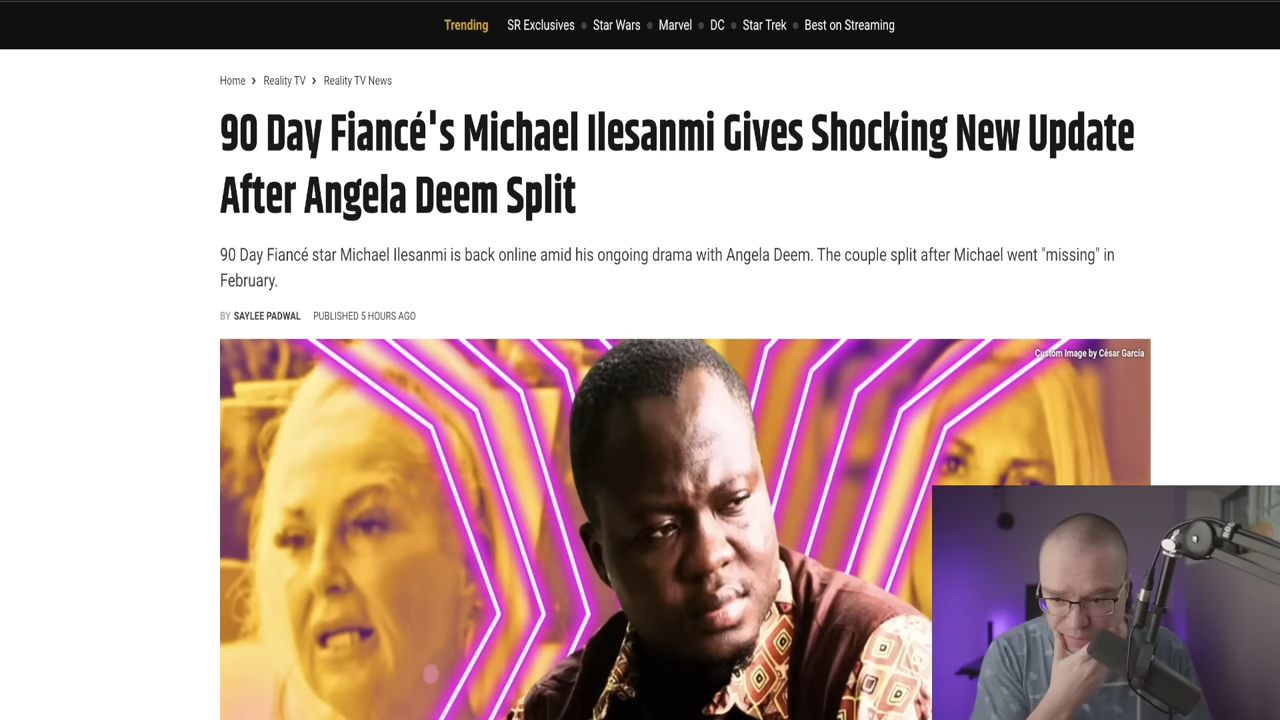 Trending SR Exclusives Star Wars Marvel DC Star Trek Best on Streaming
Home > Reality TV > Reality TV News
90 Day Fiancé's Michael Ilesanmi Gives Shocking New Update
After Angela Deem Split
90 Day Fiancé star Michael Ilesanmi is back online amid his ongoing drama with Angela Deem. The couple split after Michael went "missing" in
February.
BY SAYLEE PADWAL PUBLISHED 5 HOURS AGO
Custom Image by César García